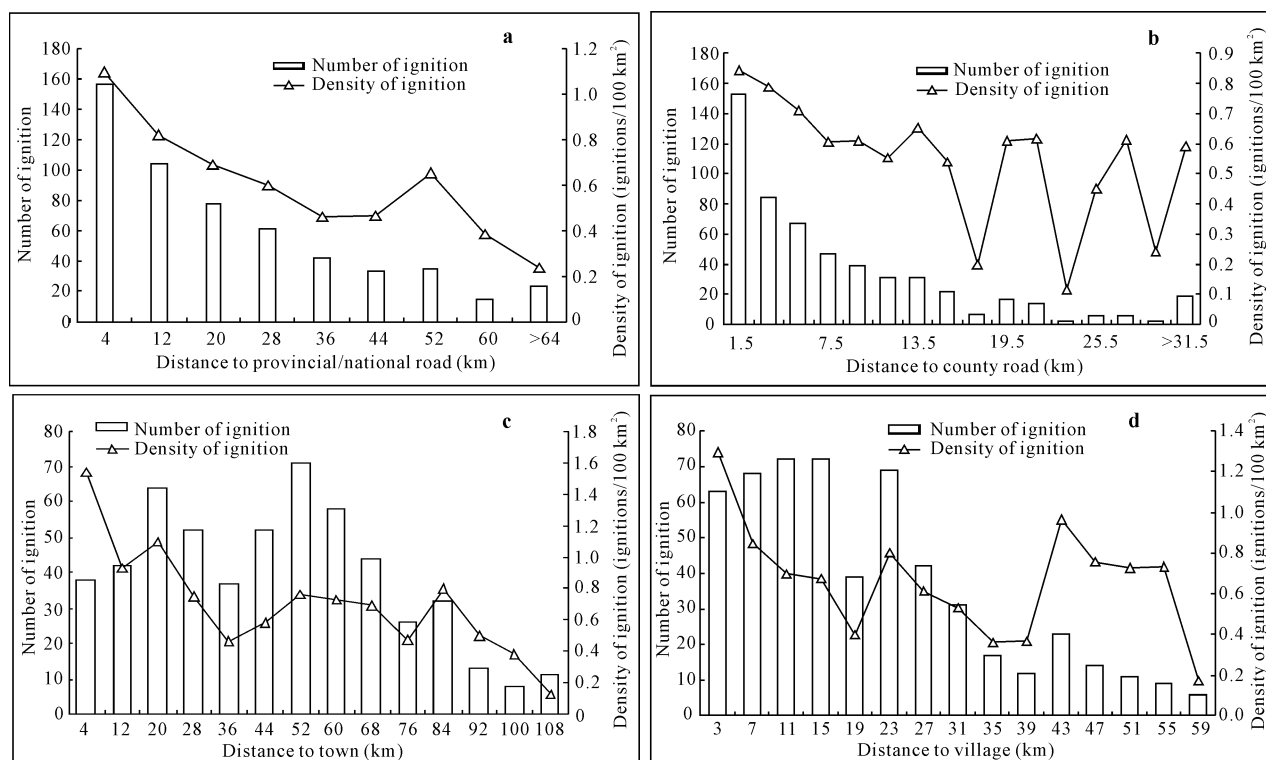 a
Number of ignition
Density of ignition
Number of ignition
180
160
140
120
100
80
60
40
20
0
1.2
1.0
0.8
0.6
0.4
0.2
0
Density of ignition (ignitions/100 km²)
4 12 20 28 36 44 52 60 >64
Distance to provincial/national road (km)
b
Number of ignition
Density of ignition
Number of ignition
180
160
140
120
100
80
60
40
20
0
0.9
0.8
0.7
0.6
0.5
0.4
0.3
0.2
0.1
0
Density of ignition (ignitions/100 km²)
1.5 7.5 13.5 19.5 25.5 >31.5
Distance to county road (km)
c
Number of ignition
Density of ignition
Number of ignition
80
70
60
50
40
30
20
10
0
1.8
1.6
1.4
1.2
1.0
0.8
0.6
0.4
0.2
0
Density of ignition (ignitions/100 km²)
4 12 20 28 36 44 52 60 68 76 84 92 100 108
Distance to town (km)
d
Number of ignition
Density of ignition
Number of ignition
80
70
60
50
40
30
20
10
0
1.4
1.2
1.0
0.8
0.6
0.4
0.2
0.0
Density of ignition (ignitions/100 km²)
3 7 11 15 19 23 27 31 35 39 43 47 51 55 59
Distance to village (km)